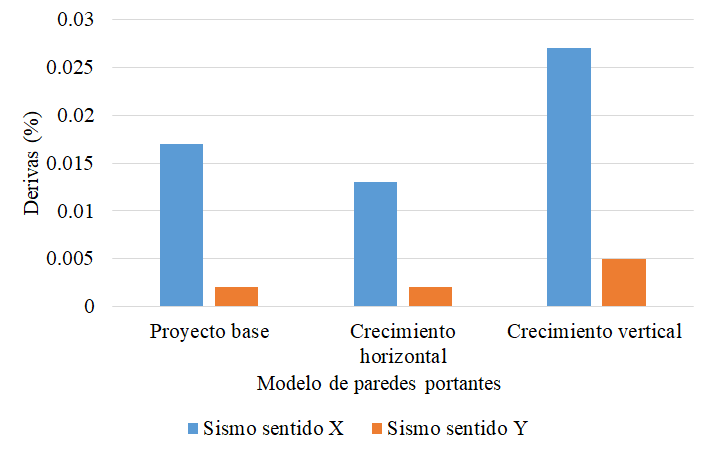 0.03
0.025
0.02
0.015
0.01
0.005
0
Derivas (%)
Proyecto base
Crecimiento
horizontal
Crecimiento vertical
Modelo de paredes portantes
Sismo sentido X
Sismo sentido Y